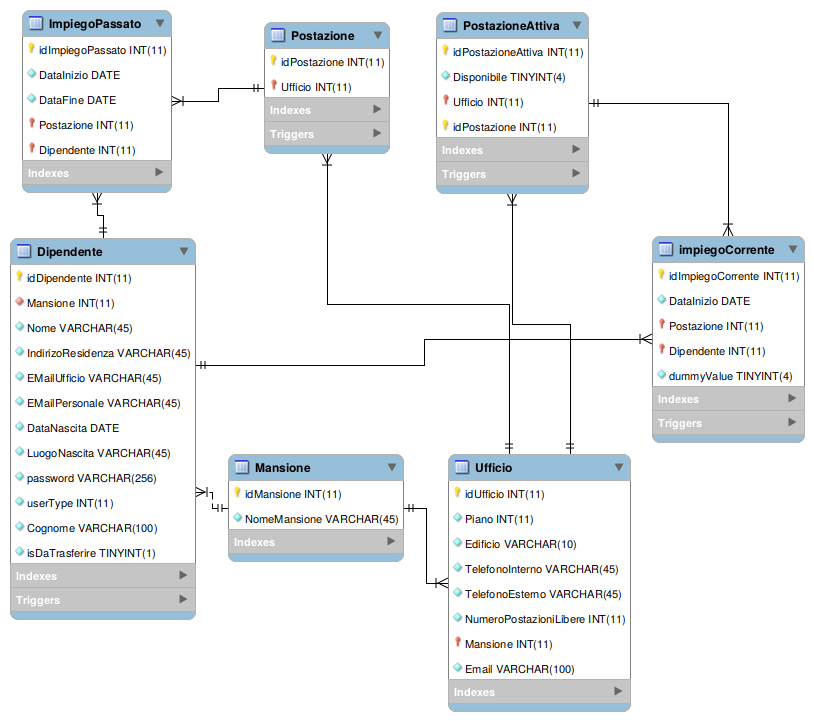 ImpiegoPassato
idImpiegoPassato INT(11)
DataInizio DATE
DataFine DATE
Postazione INT(11)
Dipendente INT(11)
Indexes
Postazione
idPostazione INT(11)
Ufficio INT(11)
Indexes
Triggers
PostazioneAttiva
idPostazioneAttiva INT(11)
Disponibile TINYINT(4)
Ufficio INT(11)
idPostazione INT(11)
Indexes
Triggers
Dipendente
idDipendente INT(11)
Mansione INT(11)
Nome VARCHAR(45)
IndirizoResidenza VARCHAR(45)
EMailUfficio VARCHAR(45)
EMailPersonale VARCHAR(45)
DataNascita DATE
LuogoNascita VARCHAR(45)
password VARCHAR(256)
userType INT(11)
Cognome VARCHAR(100)
isDaTrasferire TINYINT(1)
Indexes
Triggers
impiegoCorrente
idImpiegoCorrente INT(11)
DataInizio DATE
Postazione INT(11)
Dipendente INT(11)
dummyValue TINYINT(4)
Indexes
Triggers
Mansione
idMansione INT(11)
NomeMansione VARCHAR(45)
Indexes
Ufficio
idUfficio INT(11)
Piano INT(11)
Edificio VARCHAR(10)
TelefonoInterno VARCHAR(45)
TelefonoEsterno VARCHAR(45)
NumeroPostazioniLibere INT(11)
Mansione INT(11)
Email VARCHAR(100)
Indexes